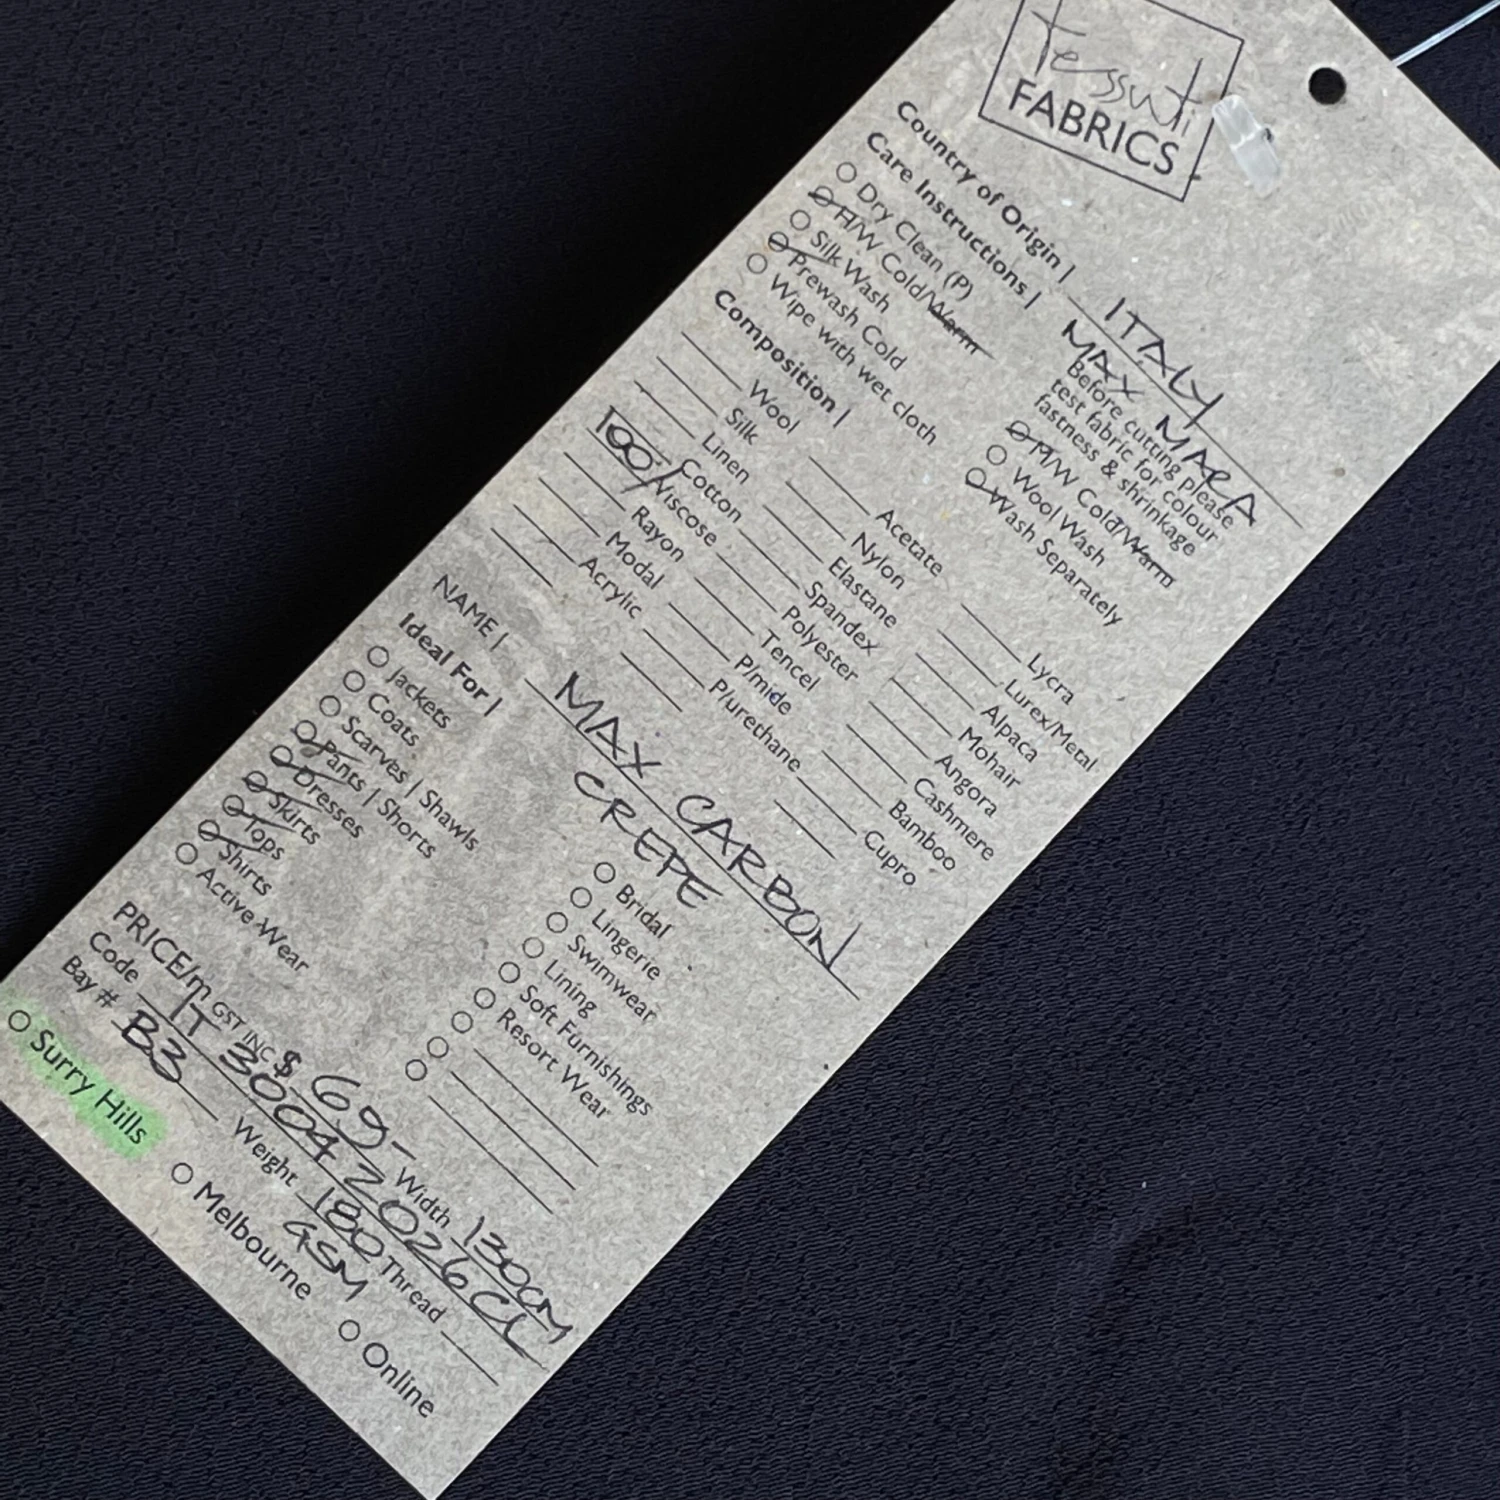 tessuti
FABRICS
Country of Origin | ITALY
Care Instructions | MAX MARA
Dry Clean (P)
H/W Cold/Warm
Silk Wash
Prewash Cold
Wipe with wet cloth
Before cutting please
test fabric for colour
fastness & shrinkage
M/W Cold/Warm
Wool Wash
Wash Separately
Composition |
Wool
Silk
Linen
Cotton
100% Viscose
Rayon
Modal
Acrylic
Acetate
Nylon
Elastane
Spandex
Polyester
Tencel
P/mide
P/urethane
Lycra
Lurex/Metal
Alpaca
Mohair
Angora
Cashmere
Bamboo
Cupro
NAME | MAX CARBON
CREPE
Ideal For |
Jackets
Coats
Scarves | Shawls
Pants | Shorts
Dresses
Skirts
Tops
Shirts
Active Wear
Bridal
Lingerie
Swimwear
Lining
Soft Furnishings
Resort Wear
PRICE/m GST INC $ 69- Width 130CM
Code IT 3004 2026 CL
Bay # B3 Weight 180 GSM Thread
Surry Hills Melbourne Online